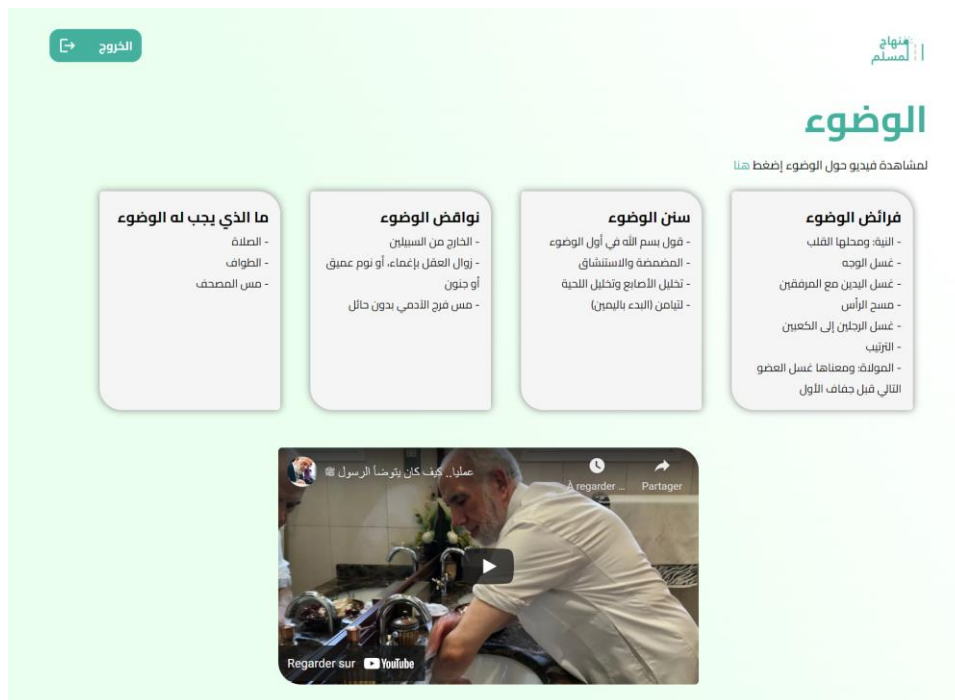 منهاج
المسلم
الخروج
الوضوء
لمشاهدة فيديو حول الوضوء إضغط هنا
فرائض الوضوء
- النية: ومحلها القلب
- غسل الوجه
- غسل اليدين مع المرفقين
- مسح الرأس
- غسل الرجلين إلى الكعبين
- الترتيب
- المولاة: ومعناها غسل العضو
التالي قبل جفاف الأول
سنن الوضوء
- قول بسم الله في أول الوضوء
- المضمضة والاستنشاق
- تخليل الأصابع وتخليل اللحية
- لتيامن (البدء باليمين)
نواقض الوضوء
- الخارج من السبيلين
- زوال العقل بإغماء، أو نوم عميق
أو جنون
- مس فرج الآدمي بدون حائل
ما الذي يجب له الوضوء
- الصلاة
- الطواف
- مس المصحف
عمليا.. كيف كان يتوضأ الرسول ﷺ
À regarder ...
Partager
Regarder sur YouTube